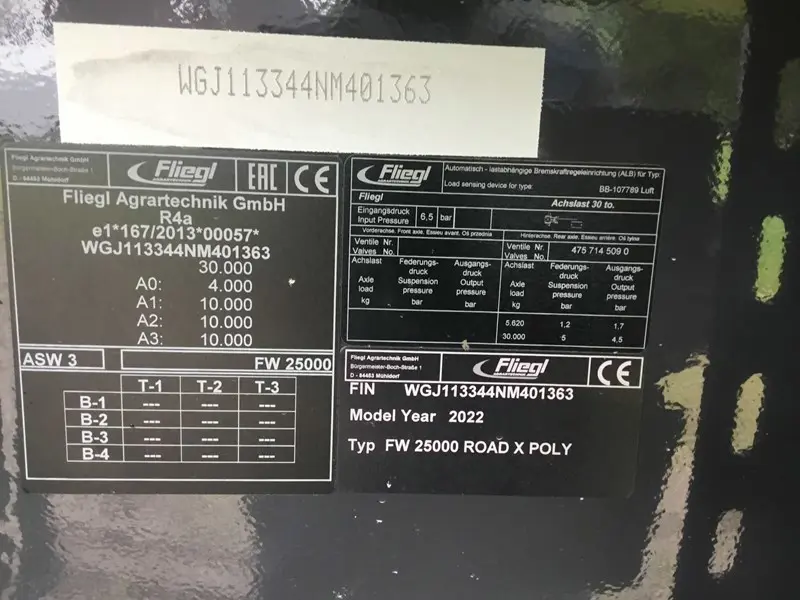 WGJ113344NM401363
Fliegl Agrartechnik GmbH
Bürgermeister-Boch-Straße 1
D - 84453 Mühldorf
Fliegl
AGRARTECHNIK
EAC
CE
Fliegl Agrartechnik GmbH
R4a
e1*167/2013*00057*
WGJ113344NM401363
30.000
A0: 4.000
A1: 10.000
A2: 10.000
A3: 10.000
ASW 3 FW 25000
T-1 T-2 T-3
B-1 --- --- ---
B-2 --- --- ---
B-3 --- --- ---
B-4 --- --- ---
Fliegl
AGRARTECHNIK
Automatisch - lastabhängige Bremskraftregeleinrichtung (ALB) für Typ:
Load sensing device for type: BB-107789 Luft
Fliegl Achslast 30 to.
Eingangsdruck 6,5 bar
Input Pressure
Vorderachse. Front axle. Essieu avant. Oś przednia
Hinterachse. Rear axle. Essieu arrière. Oś tylna
Ventile Nr.
Valves No.
Ventile Nr. 475 714 509 0
Valves No.
Achslast Federungs- Ausgangs- Achslast Federungs- Ausgangs-
druck druck druck druck
Axle Suspension Output Axle Suspension Output
load pressure pressure load pressure pressure
kg bar bar kg bar bar
5.620 1,2 1,7
30.000 5 4,5
Fliegl Agrartechnik GmbH
Bürgermeister-Boch-Straße 1
D - 84453 Mühldorf
Fliegl
AGRARTECHNIK
CE
FIN WGJ113344NM401363
Model Year 2022
Typ FW 25000 ROAD X POLY